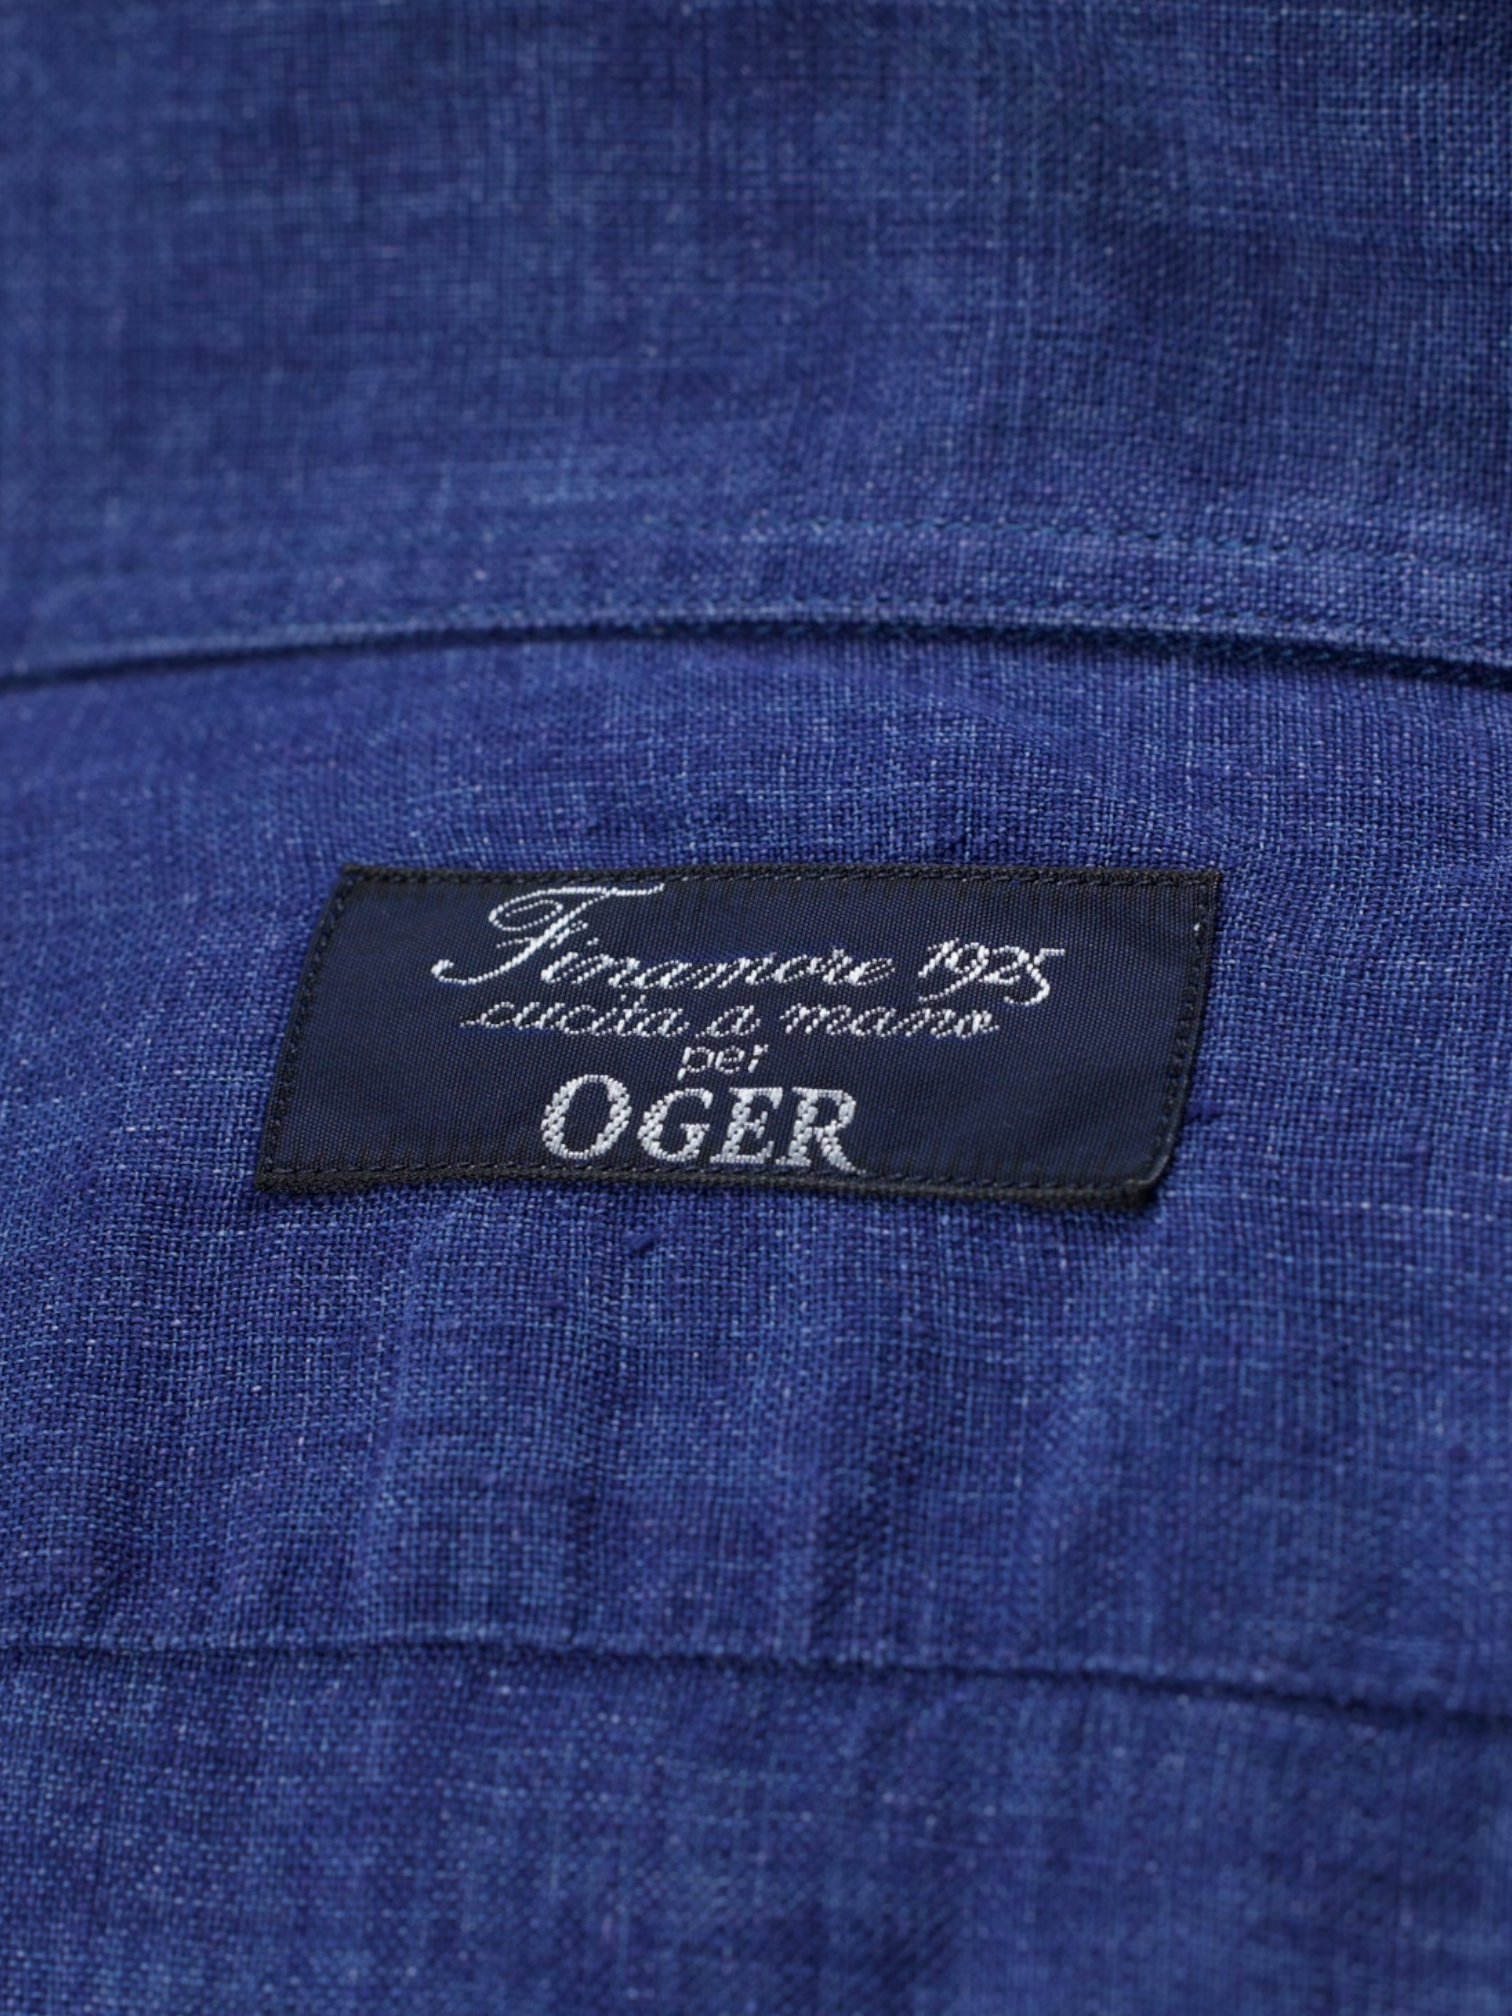 Finamore 1925
cucita a mano
per
OGER